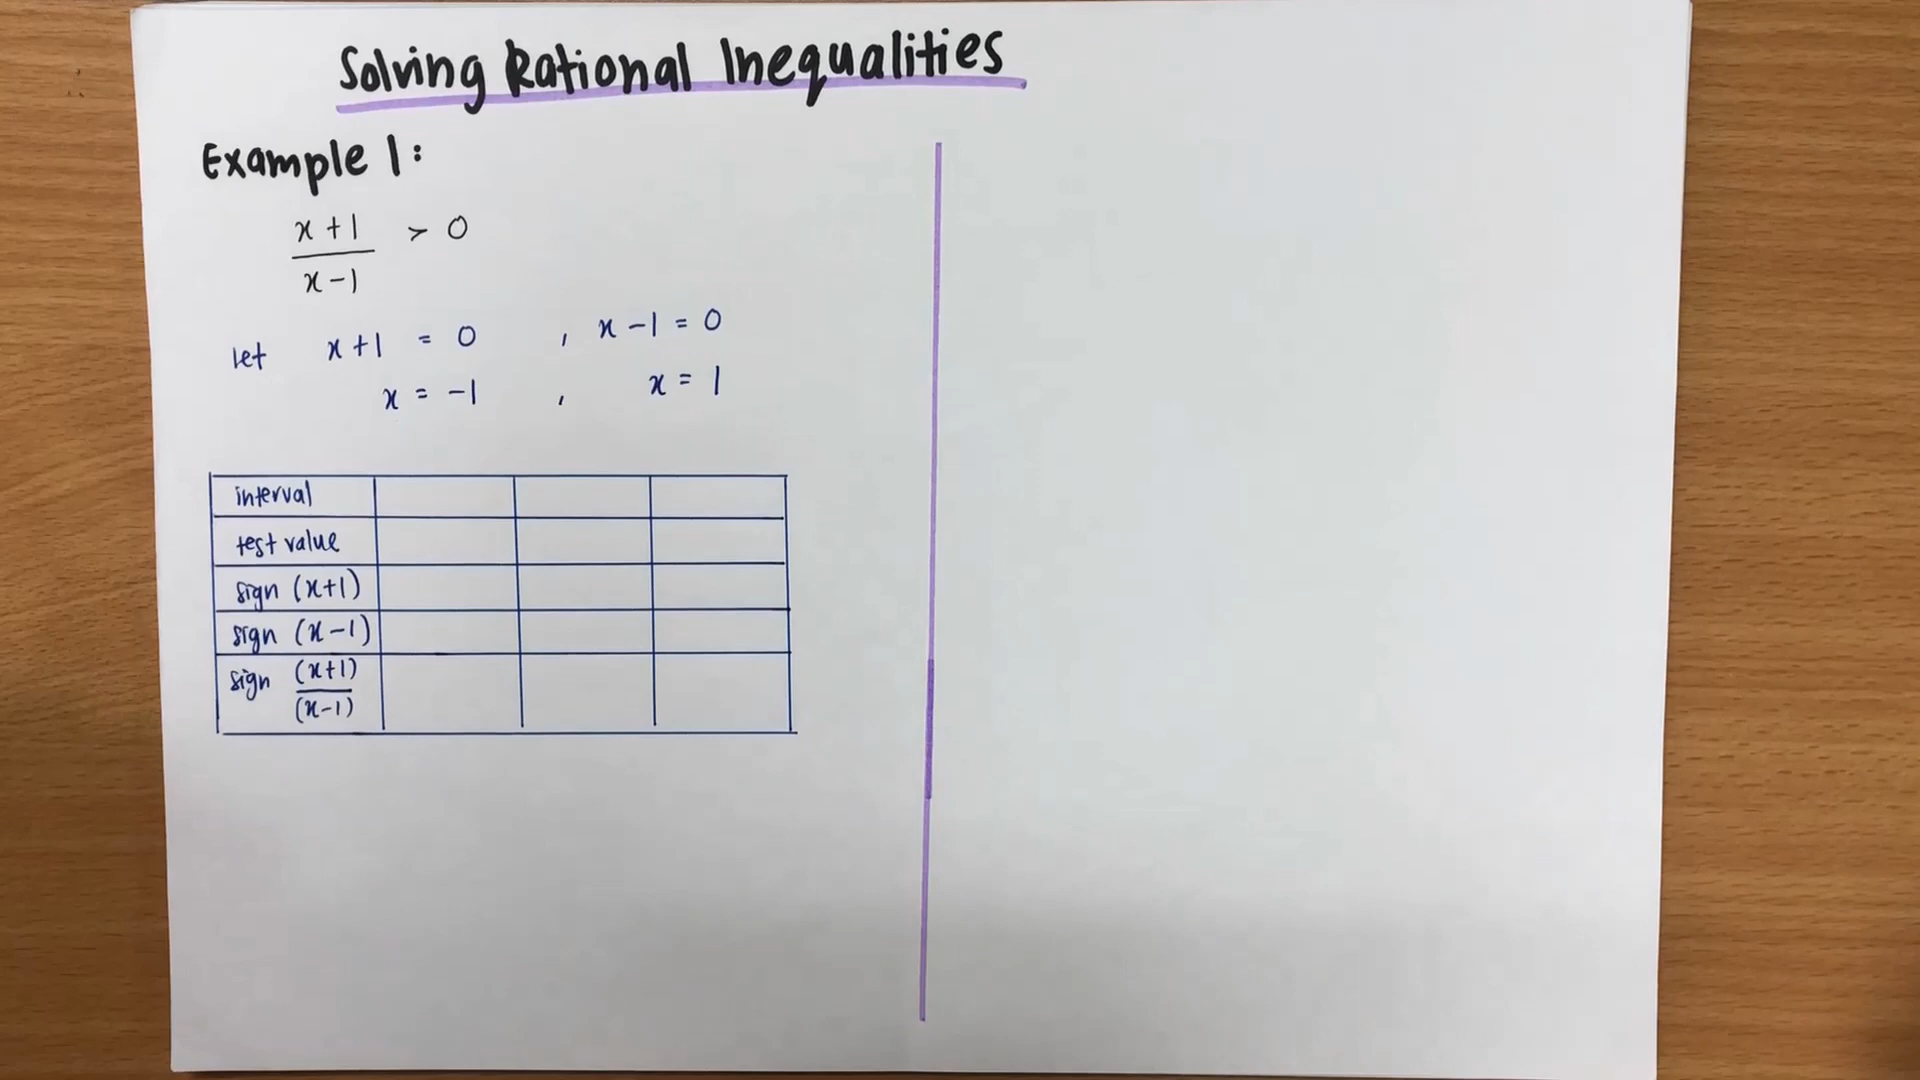 Solving Rational Inequalities
Example 1:
x+1 > 0
x-1
let x+1 = 0 , x-1 = 0
x = -1 , x = 1
interval
test value
sign (x+1)
sign (x-1)
sign (x+1)
(x-1)